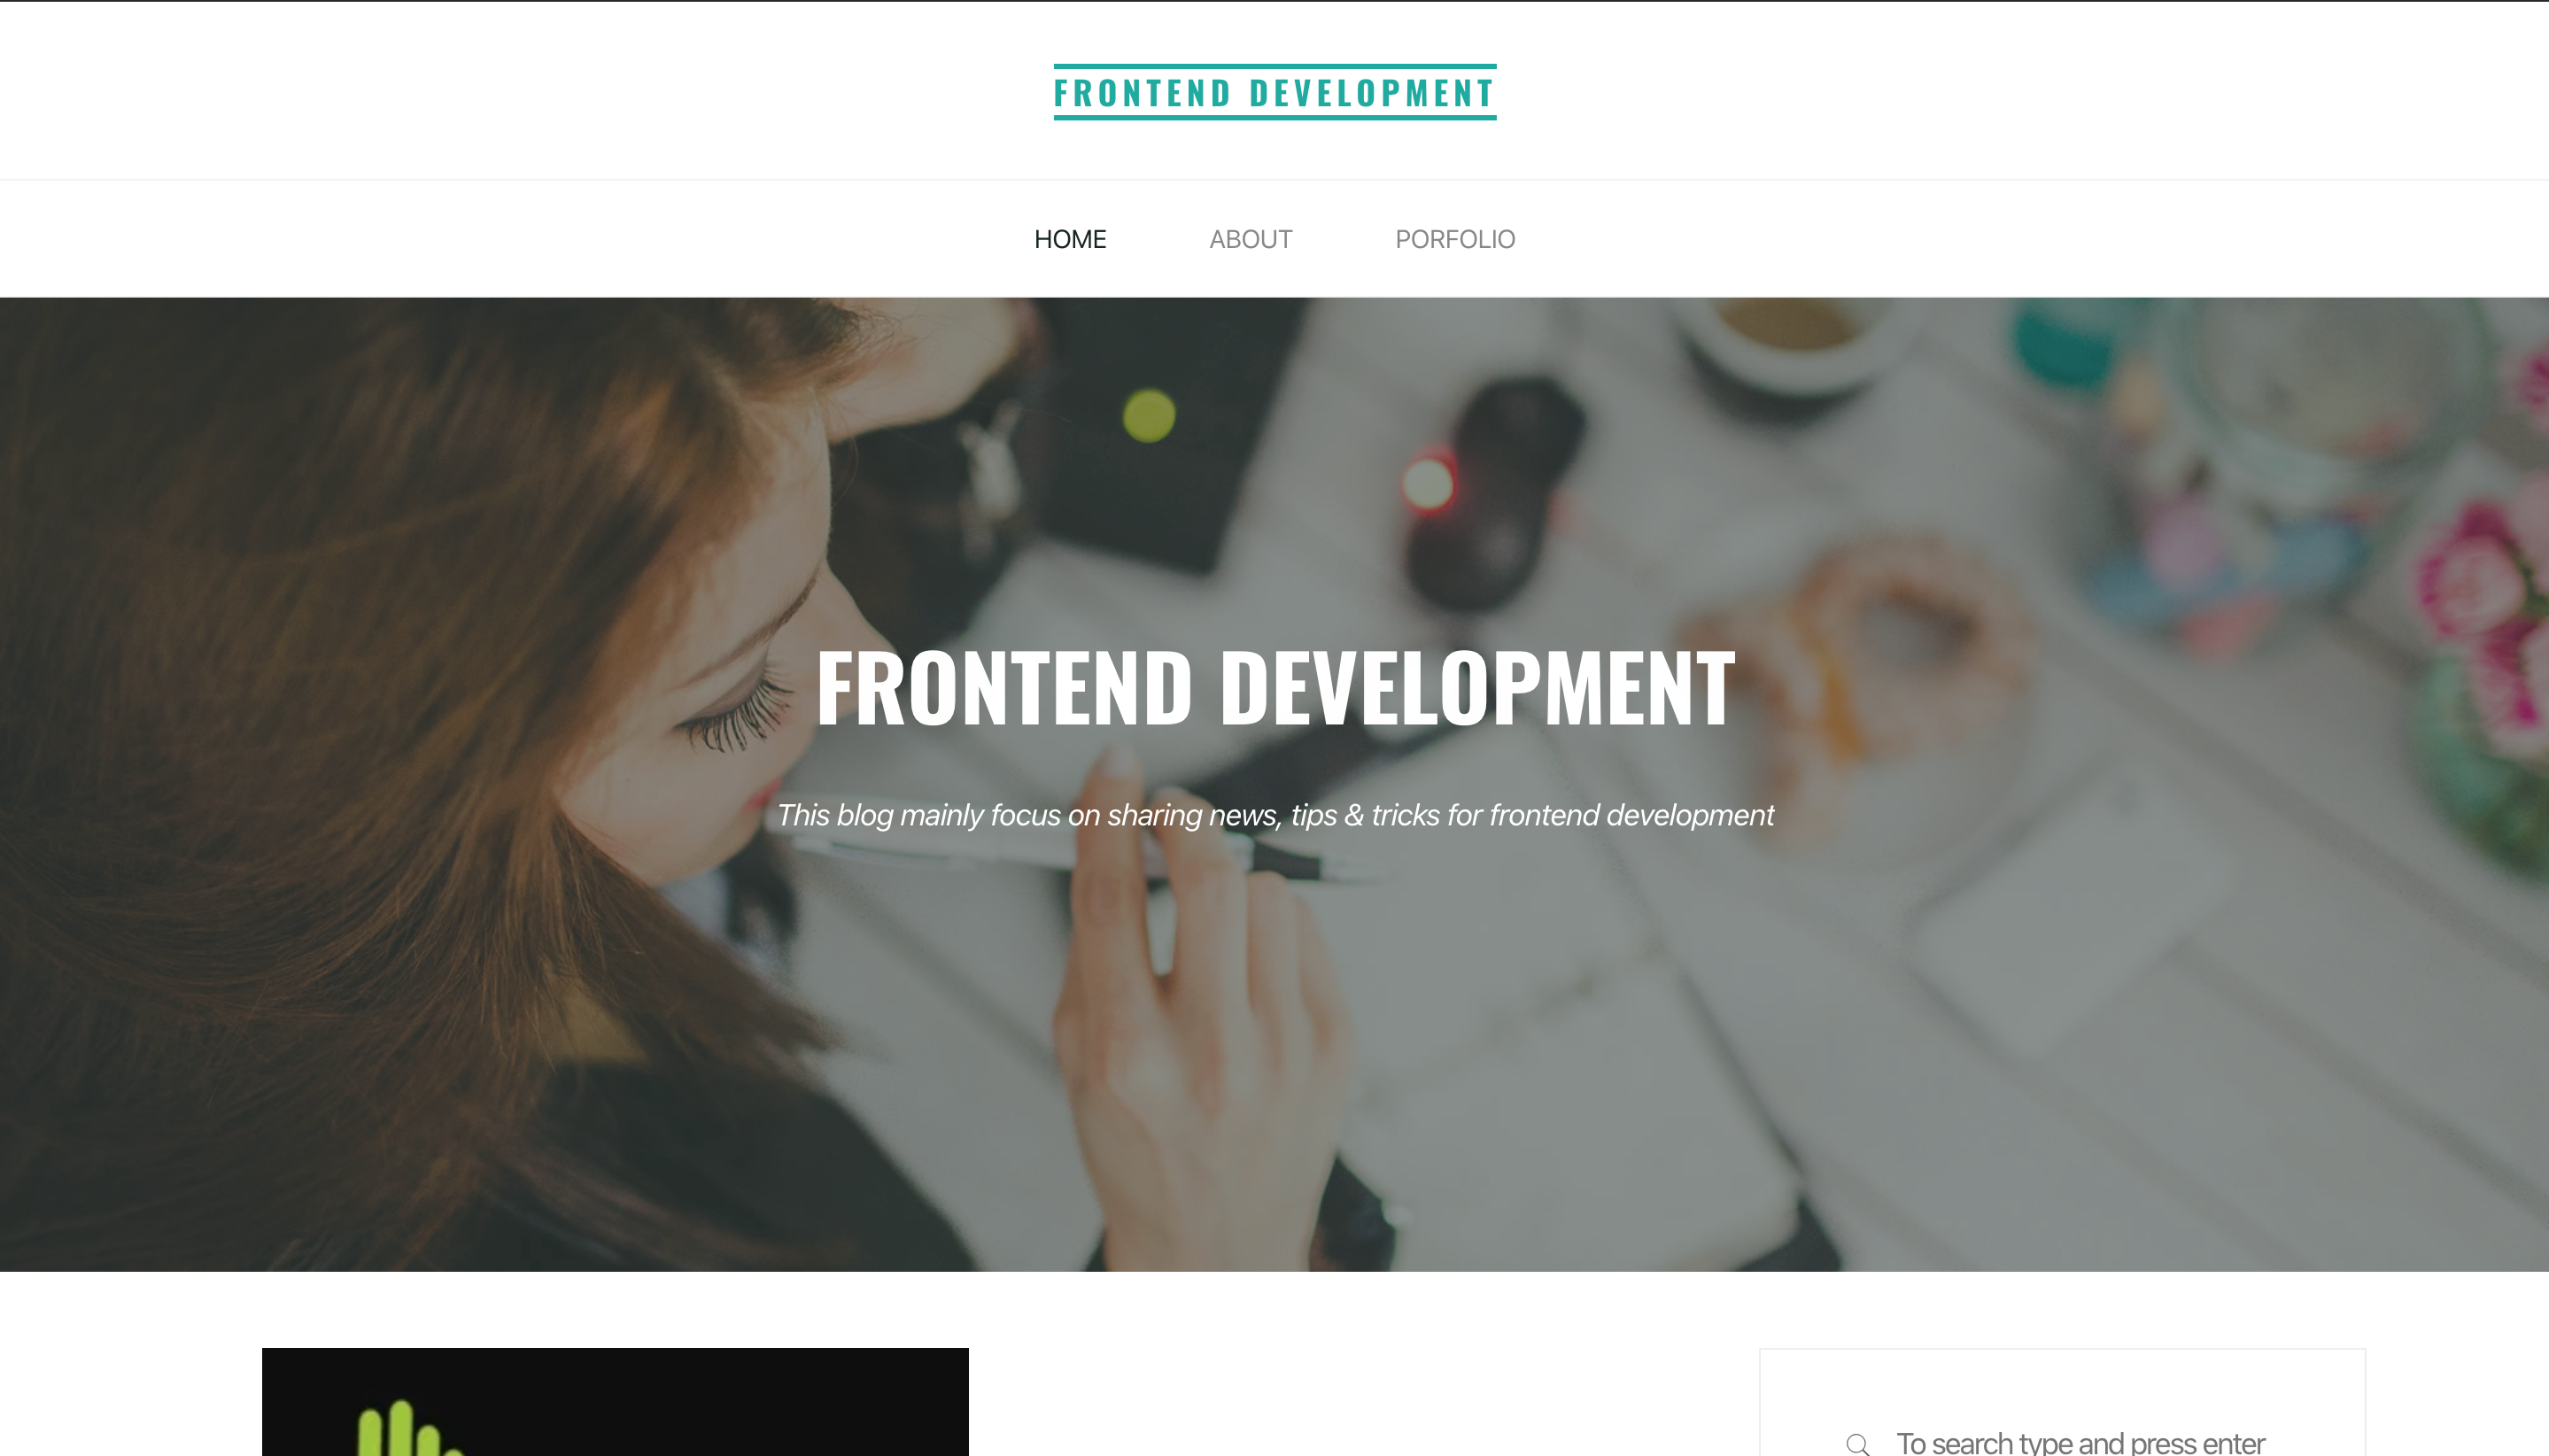 FRONTEND DEVELOPMENT
HOME ABOUT PORFOLIO
FRONTEND DEVELOPMENT
This blog mainly focus on sharing news, tips & tricks for frontend development
To search type and press enter